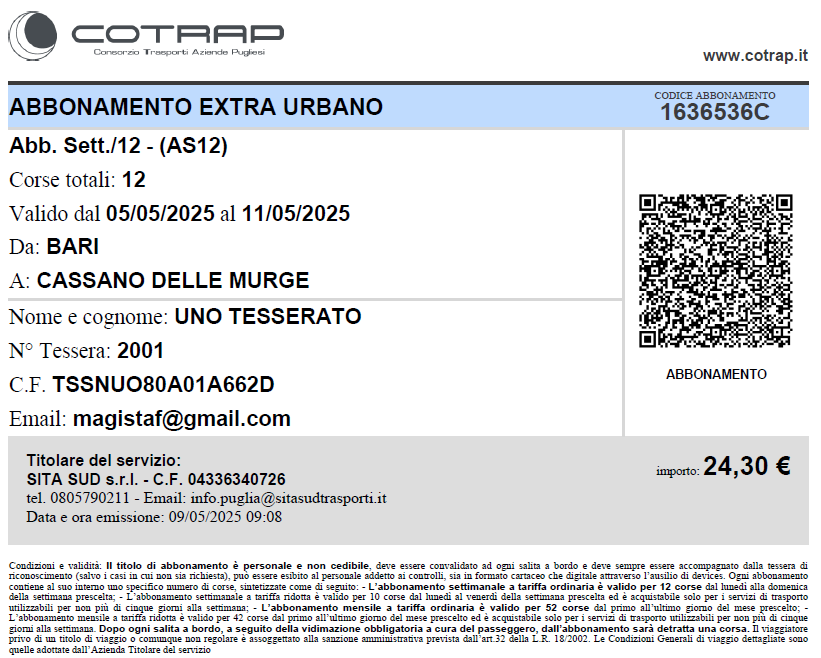 COTRAP
Consorzio Trasporti Aziende Pugliesi
www.cotrap.it
ABBONAMENTO EXTRA URBANO
CODICE ABBONAMENTO
1636536C
Abb. Sett./12 - (AS12)
Corse totali: 12
Valido dal 05/05/2025 al 11/05/2025
Da: BARI
A: CASSANO DELLE MURGE
Nome e cognome: UNO TESSERATO
N° Tessera: 2001
C.F. TSSNUO80A01A662D
Email: magistaf@gmail.com
ABBONAMENTO
Titolare del servizio:
SITA SUD s.r.l. - C.F. 04336340726
tel. 0805790211 - Email: info.puglia@sitasudtrasporti.it
Data e ora emissione: 09/05/2025 09:08
importo: 24,30 €
Condizioni e validità: Il titolo di abbonamento è personale e non cedibile, deve essere convalidato ad ogni salita a bordo e deve sempre essere accompagnato dalla tessera di
riconoscimento (salvo i casi in cui non sia richiesta), può essere esibito al personale addetto ai controlli, sia in formato cartaceo che digitale attraverso l'ausilio di devices. Ogni abbonamento
contiene al suo interno uno specifico numero di corse, sintetizzate come di seguito: - L'abbonamento settimanale a tariffa ordinaria è valido per 12 corse dal lunedì alla domenica
della settimana prescelta; - L'abbonamento settimanale a tariffa ridotta è valido per 10 corse dal lunedì al venerdì della settimana prescelta ed è acquistabile solo per i servizi di trasporto
utilizzabili per non più di cinque giorni alla settimana; - L'abbonamento mensile a tariffa ordinaria è valido per 52 corse dal primo all'ultimo giorno del mese prescelto; -
L'abbonamento mensile a tariffa ridotta è valido per 42 corse dal primo all'ultimo giorno del mese prescelto ed è acquistabile solo per i servizi di trasporto utilizzabili per non più di cinque
giorni alla settimana. Dopo ogni salita a bordo, a seguito della vidimazione obbligatoria a cura del passeggero, dall'abbonamento sarà detratta una corsa. Il viaggiatore
privo di un titolo di viaggio o comunque non regolare è assoggettato alla sanzione amministrativa prevista dall'art.32 della L.R. 18/2002. Le Condizioni Generali di viaggio dettagliate sono
quelle adottate dall'Azienda Titolare del servizio